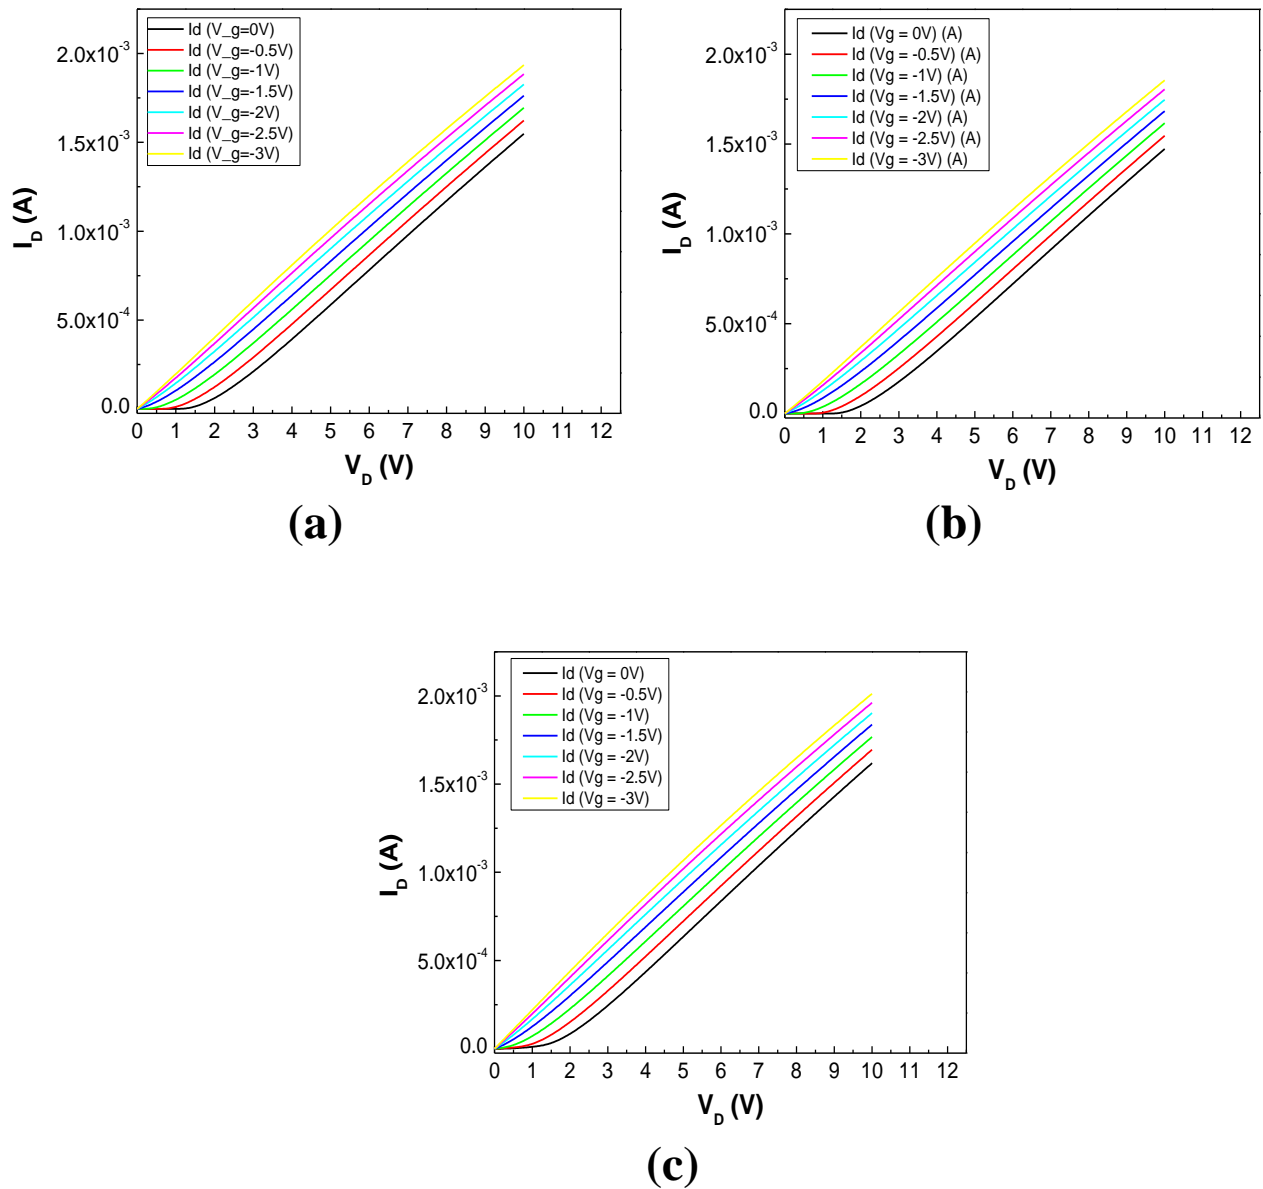 Id (V_g=0V)
Id (V_g=-0.5V)
Id (V_g=-1V)
Id (V_g=-1.5V)
Id (V_g=-2V)
Id (V_g=-2.5V)
Id (V_g=-3V)
2.0x10⁻³
1.5x10⁻³
1.0x10⁻³
5.0x10⁻⁴
0.0
I_D (A)
0 1 2 3 4 5 6 7 8 9 10 11 12
V_D (V)
(a)
Id (Vg = 0V) (A)
Id (Vg = -0.5V) (A)
Id (Vg = -1V) (A)
Id (Vg = -1.5V) (A)
Id (Vg = -2V) (A)
Id (Vg = -2.5V) (A)
Id (Vg = -3V) (A)
2.0x10⁻³
1.5x10⁻³
1.0x10⁻³
5.0x10⁻⁴
0.0
I_D (A)
0 1 2 3 4 5 6 7 8 9 10 11 12
V_D (V)
(b)
Id (Vg = 0V)
Id (Vg = -0.5V)
Id (Vg = -1V)
Id (Vg = -1.5V)
Id (Vg = -2V)
Id (Vg = -2.5V)
Id (Vg = -3V)
2.0x10⁻³
1.5x10⁻³
1.0x10⁻³
5.0x10⁻⁴
0.0
I_D (A)
0 1 2 3 4 5 6 7 8 9 10 11 12
V_D (V)
(c)